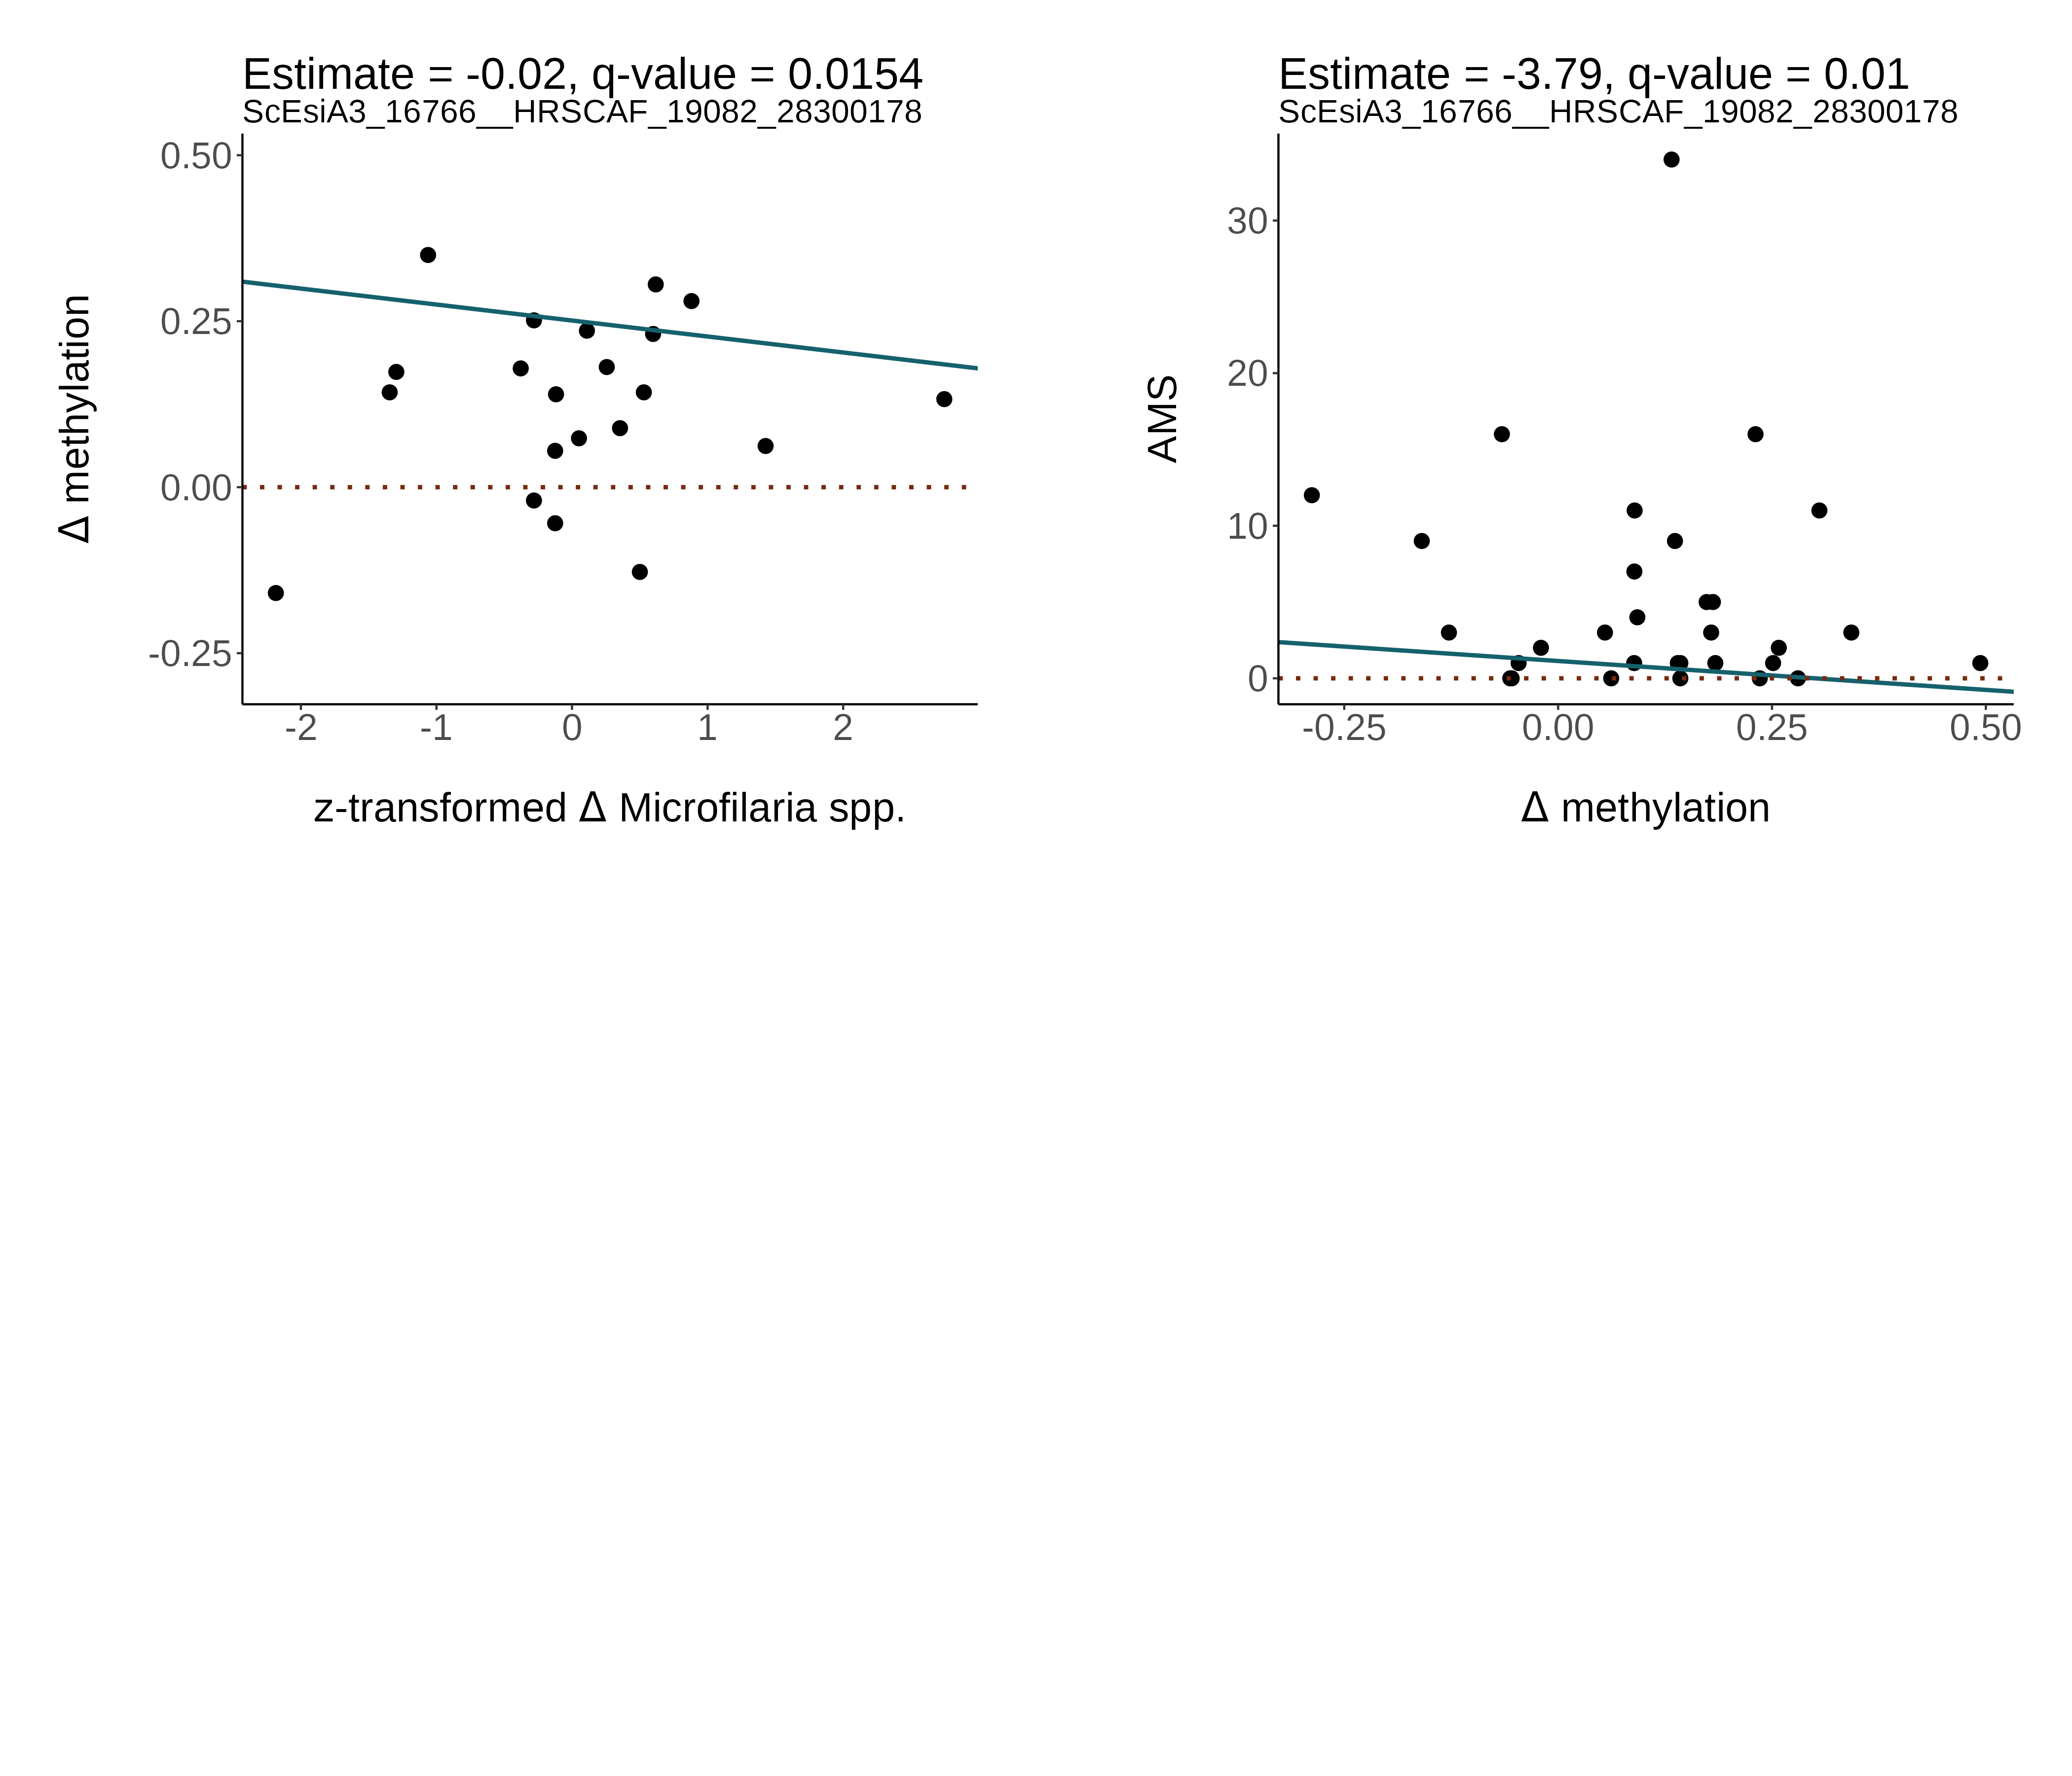 Estimate = -0.02, q-value = 0.0154
ScEsiA3_16766__HRSCAF_19082_28300178
0.50
0.25
0.00
-0.25
Δ methylation
-2 -1 0 1 2
z-transformed Δ Microfilaria spp.
Estimate = -3.79, q-value = 0.01
ScEsiA3_16766__HRSCAF_19082_28300178
30
20
10
0
AMS
-0.25 0.00 0.25 0.50
Δ methylation